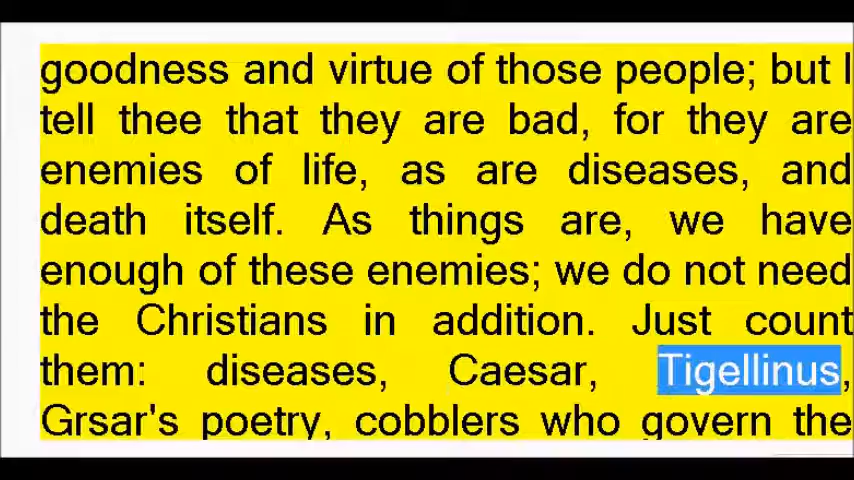 goodness and virtue of those people; but I
tell thee that they are bad, for they are
enemies of life, as are diseases, and
death itself. As things are, we have
enough of these enemies; we do not need
the Christians in addition. Just count
them: diseases, Caesar, Tigellinus,
Grsar's poetry, cobblers who govern the